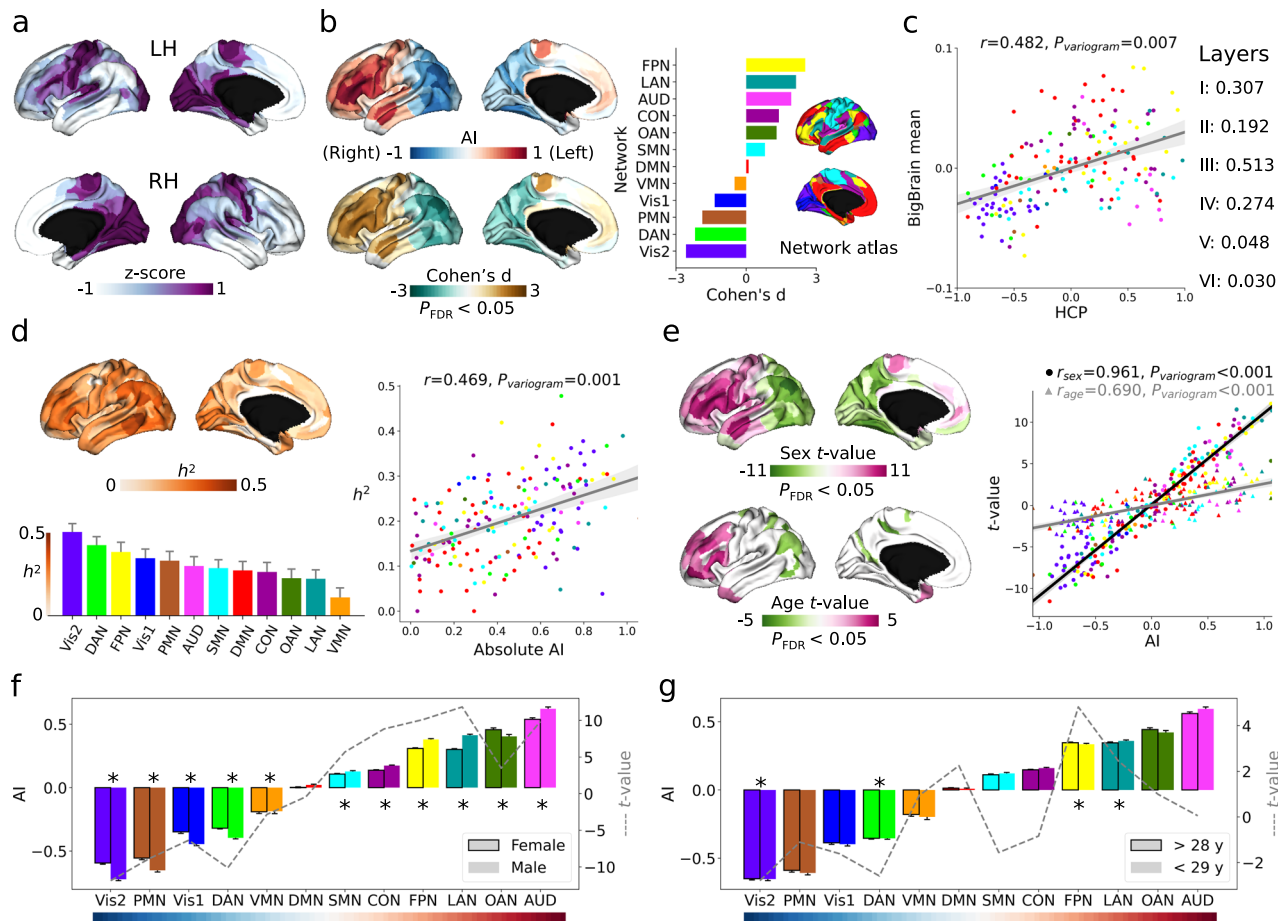 a
LH
RH
z-score
-1
1
b
AI
(Right) -1
1 (Left)
Cohen's d
-3
3
P_FDR < 0.05
Network
FPN
LAN
AUD
CON
OAN
SMN
DMN
VMN
Vis1
PMN
DAN
Vis2
Network atlas
−3
0
3
Cohen's d
c
r=0.482, P_variogram=0.007
BigBrain mean
0.1
0.0
−0.1
−1.0
−0.5
0.0
0.5
1.0
HCP
Layers
I: 0.307
II: 0.192
III: 0.513
IV: 0.274
V: 0.048
VI: 0.030
d
h²
0
0.5
0.5
h²
0
Vis2 DAN FPN Vis1 PMN AUD SMN DMN CON OAN LAN VMN
r=0.469, P_variogram=0.001
h²
0.5
0.4
0.3
0.2
0.1
0.0
0.0 0.2 0.4 0.6 0.8 1.0
Absolute AI
e
Sex t-value
-11
11
P_FDR < 0.05
Age t-value
-5
5
P_FDR < 0.05
r_sex=0.961, P_variogram<0.001
r_age=0.690, P_variogram<0.001
t-value
10
5
0
−5
−10
−1.0 −0.5 0.0 0.5 1.0
AI
f
AI
0.5
0.0
−0.5
* * * * *
* * * * * *
Female
Male
10
5
0
−5
−10
---- t-value
Vis2 PMN Vis1 DAN VMN DMN SMN CON FPN LAN OAN AUD
g
AI
0.5
0.0
−0.5
* *
* *
> 28 y
< 29 y
4
2
0
−2
---- t-value
Vis2 PMN Vis1 DAN VMN DMN SMN CON FPN LAN OAN AUD